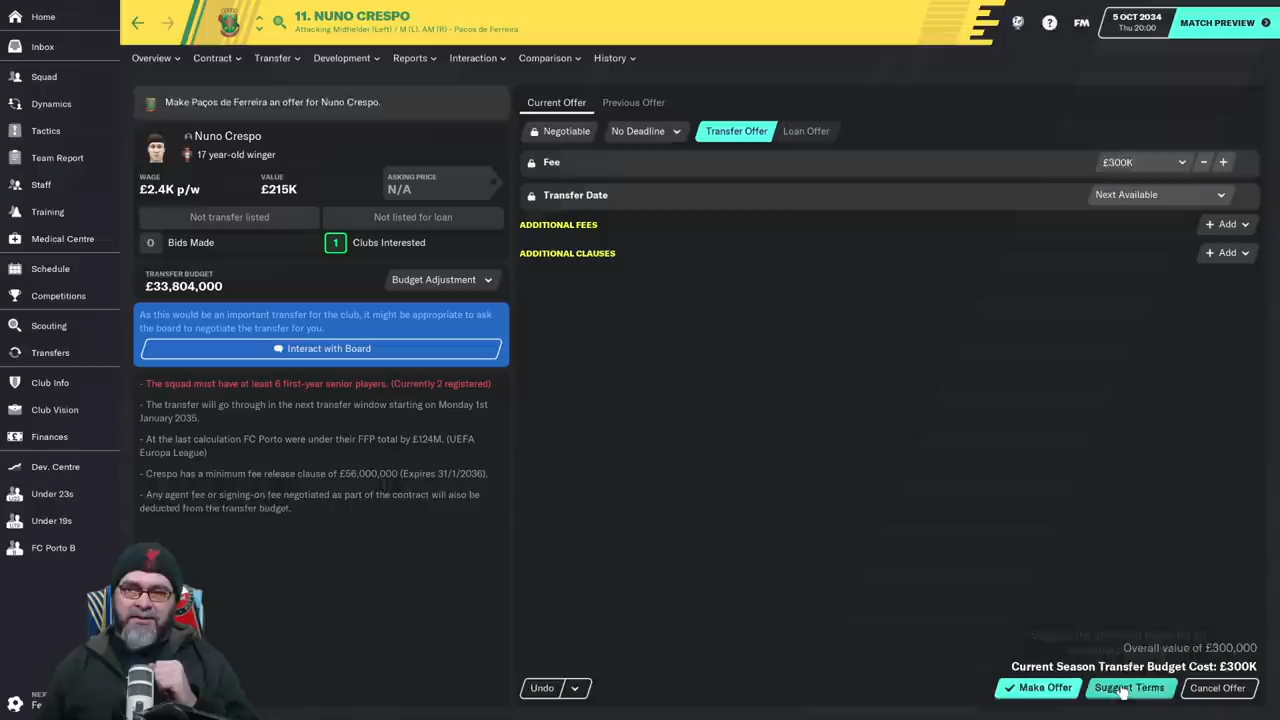 Home
Inbox
Squad
Dynamics
Tactics
Team Report
Staff
Training
Medical Centre
Schedule
Competitions
Scouting
Transfers
Club Info
Club Vision
Finances
Dev. Centre
Under 23s
Under 19s
FC Porto B
NEX
Fe
11. NUNO CRESPO
Attacking Midfielder (Left) / M (L), AM (R) - Pacos de Ferreira
FM
5 OCT 2034
Thu 20:00
MATCH PREVIEW
Overview
Contract
Transfer
Development
Reports
Interaction
Comparison
History
Make Paços de Ferreira an offer for Nuno Crespo.
Nuno Crespo
17 year-old winger
WAGE
£2.4K p/w
VALUE
£215K
ASKING PRICE
N/A
Not transfer listed
Not listed for loan
0 Bids Made
1 Clubs Interested
TRANSFER BUDGET
£33,804,000
Budget Adjustment
As this would be an important transfer for the club, it might be appropriate to ask
the board to negotiate the transfer for you.
Interact with Board
- The squad must have at least 6 first-year senior players. (Currently 2 registered)
- The transfer will go through in the next transfer window starting on Monday 1st
January 2035.
- At the last calculation FC Porto were under their FFP total by £124M. (UEFA
Europa League)
- Crespo has a minimum fee release clause of £56,000,000 (Expires 31/1/2036).
- Any agent fee or signing-on fee negotiated as part of the contract will also be
deducted from the transfer budget.
Current Offer
Previous Offer
Negotiable
No Deadline
Transfer Offer
Loan Offer
Fee
£300K
- +
Transfer Date
Next Available
ADDITIONAL FEES
+ Add
ADDITIONAL CLAUSES
+ Add
Overall value of £300,000
Current Season Transfer Budget Cost: £300K
Undo
Make Offer
Suggest Terms
Cancel Offer